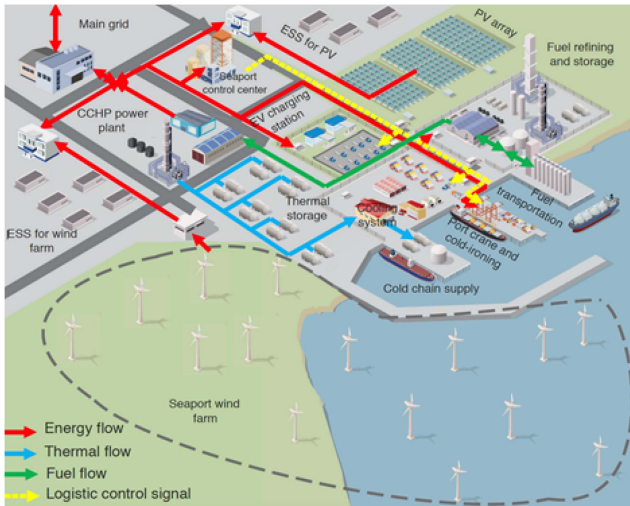 Main grid
ESS for PV
PV array
Fuel refining
and storage
Seaport
control center
CCHP power
plant
EV charging
station
Thermal
storage
Cooling
system
Fuel
transportation
Port crane and
cold-ironing
ESS for wind
farm
Cold chain supply
Seaport wind
farm
Energy flow
Thermal flow
Fuel flow
Logistic control signal